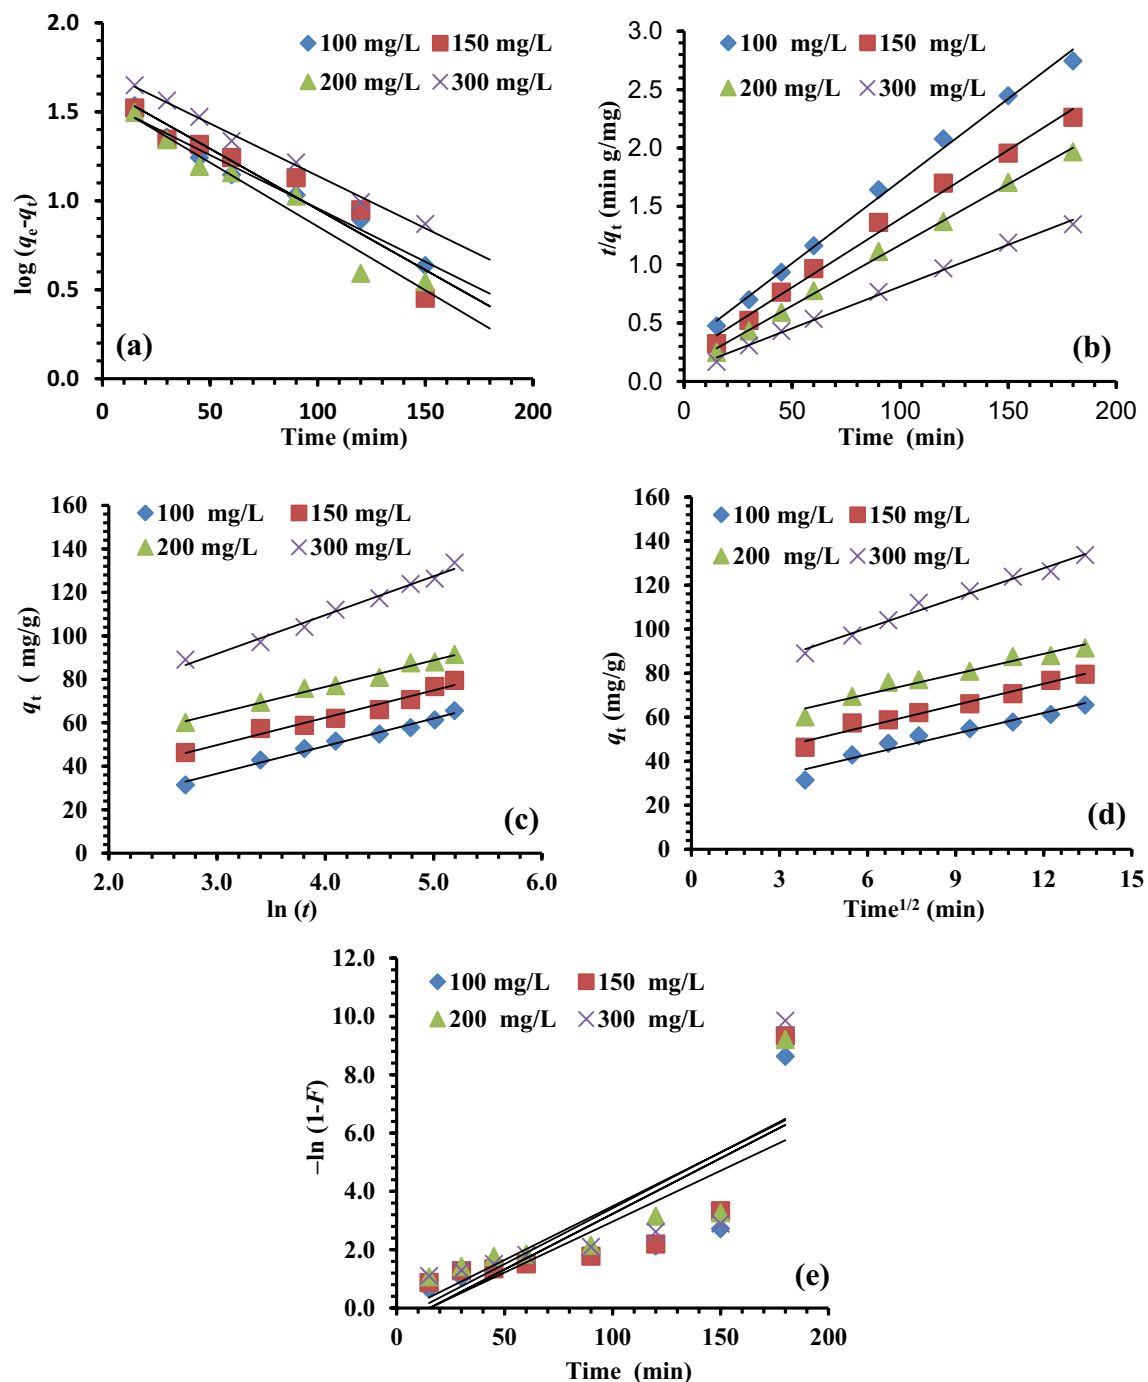 2.0
1.5
1.0
0.5
0.0
log (qe-qt)
100 mg/L 150 mg/L
200 mg/L 300 mg/L
(a)
0 50 100 150 200
Time (mim)
3.0
2.5
2.0
1.5
1.0
0.5
0.0
t/qt (min g/mg)
100 mg/L 150 mg/L
200 mg/L 300 mg/L
(b)
0 50 100 150 200
Time (min)
160
140
120
100
80
60
40
20
0
qt ( mg/g)
100 mg/L 150 mg/L
200 mg/L 300 mg/L
(c)
2.0 3.0 4.0 5.0 6.0
ln (t)
160
140
120
100
80
60
40
20
0
qt (mg/g)
100 mg/L 150 mg/L
200 mg/L 300 mg/L
(d)
0 3 6 9 12 15
Time1/2 (min)
12.0
10.0
8.0
6.0
4.0
2.0
0.0
–ln (1-F)
100 mg/L 150 mg/L
200 mg/L 300 mg/L
(e)
0 50 100 150 200
Time (min)